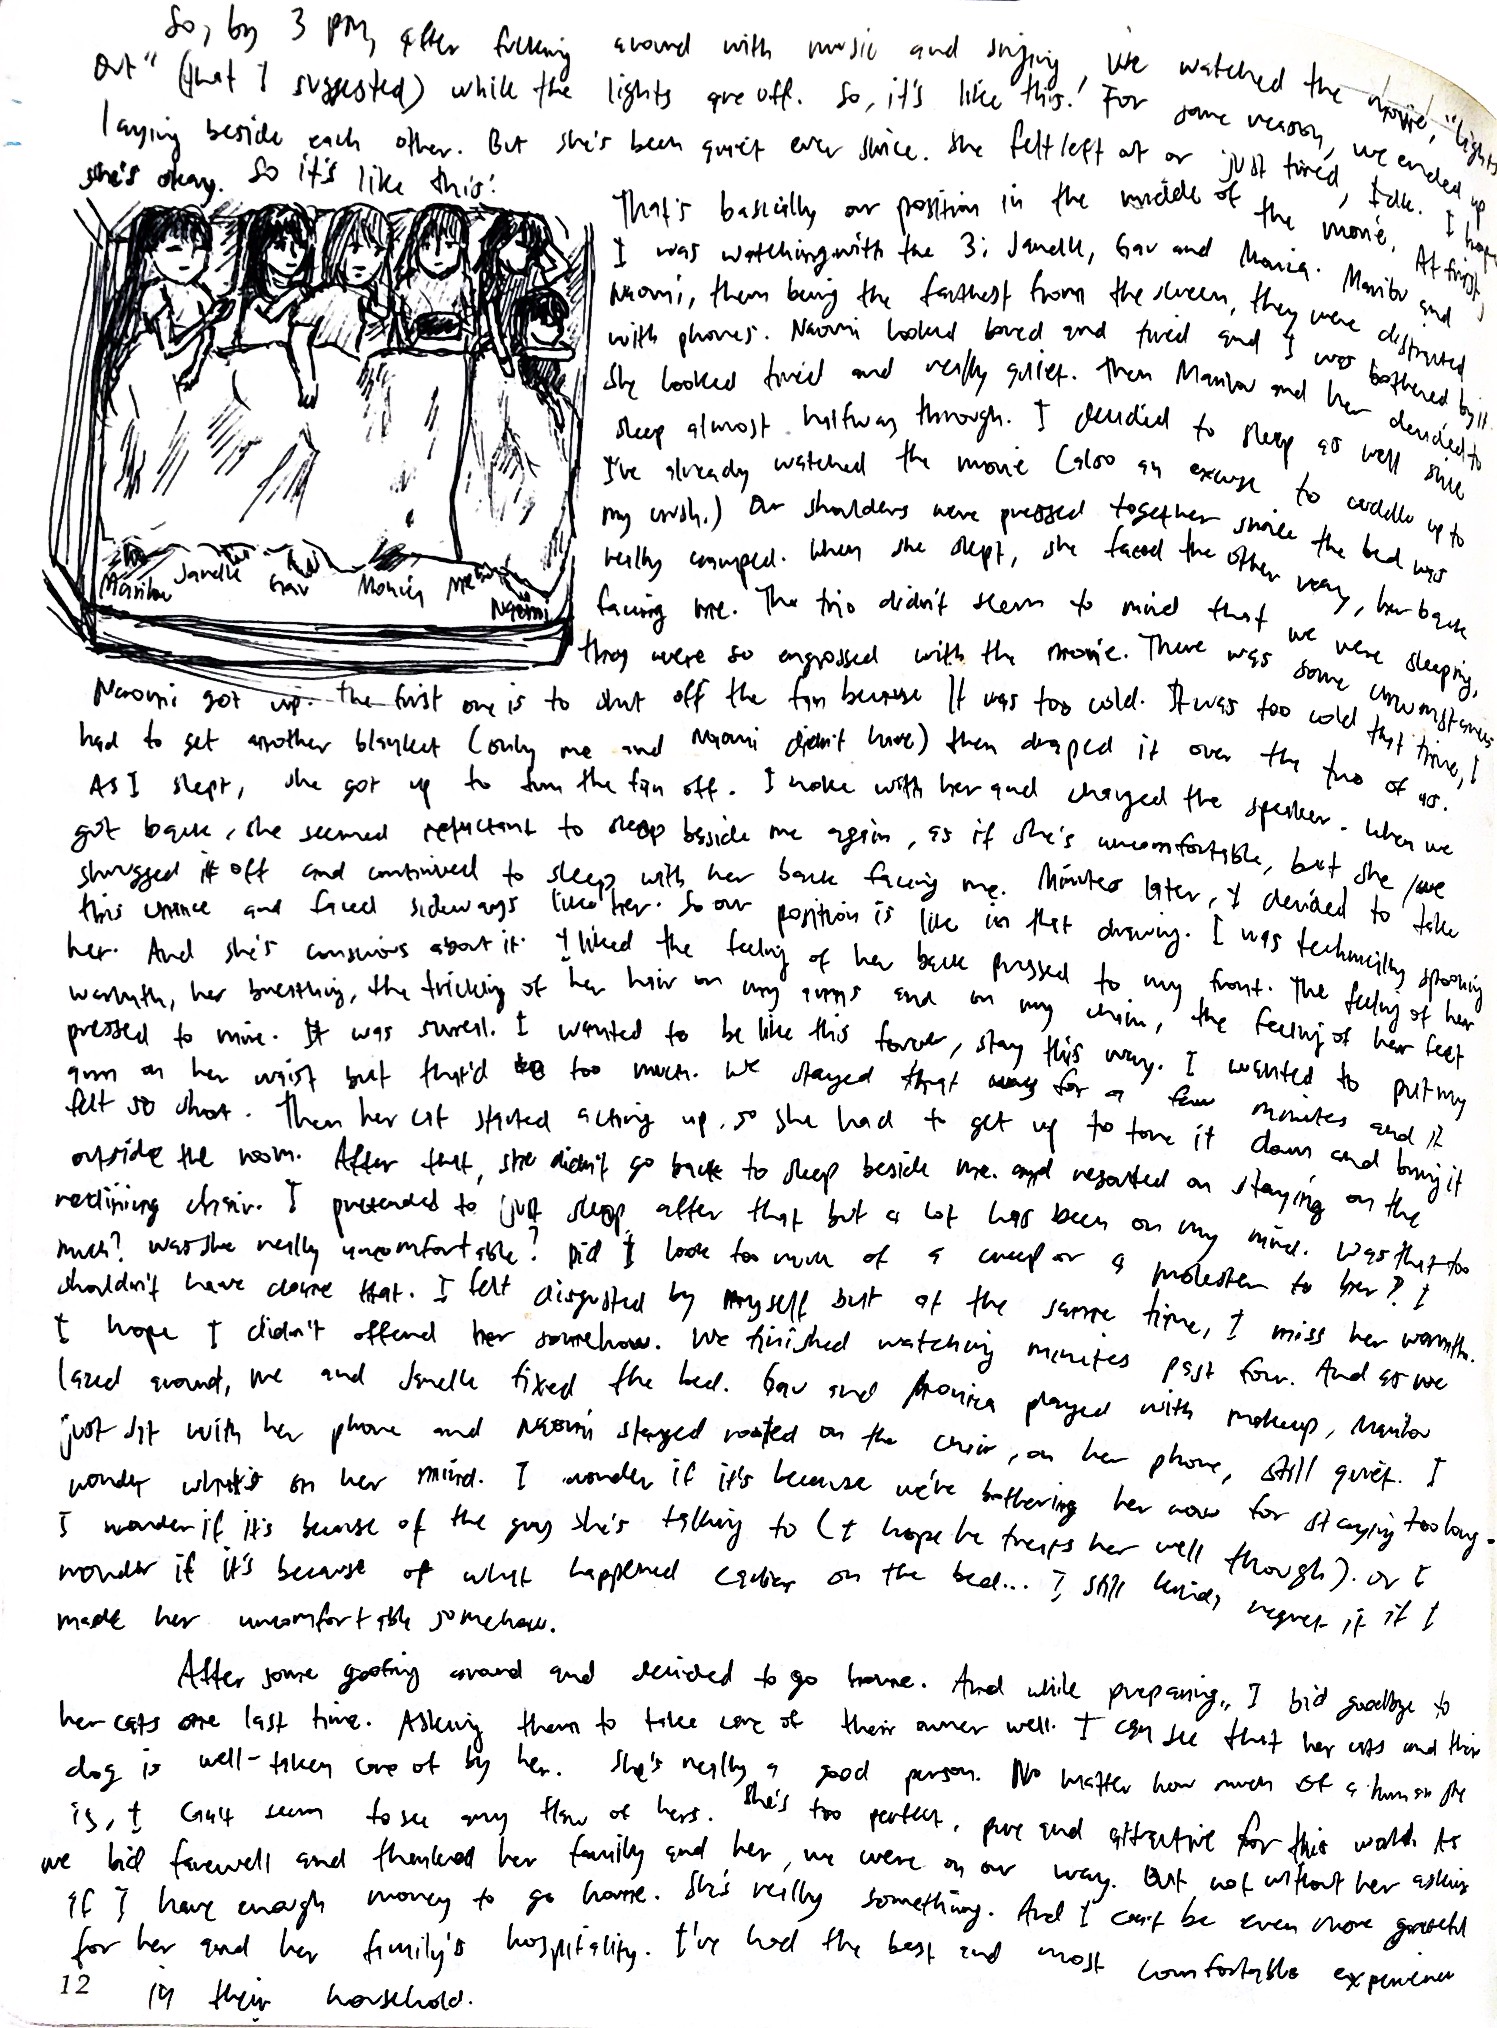 So, by 3 pm, after fucking around with music and singing, we watched the movie, "Lights
Out" (that I suggested) while the lights are off. So, it's like this: For some reason, we ended up
laying beside each other. But she's been quiet ever since. She felt left out or just tired, Idk. I hope
she's okay. So it's like this:
That's basically our position in the middle of the movie. At first,
I was watching with the 3; Janelle, Gav and Monica. Marilou and
Naomi, them being the farthest from the screen, they were distracted
with phones. Naomi looked bored and tired and I was bothered by it.
She looked tired and really quiet. Then Marilou and her decided to
sleep almost halfway through. I decided to sleep as well since
I've already watched the movie (also an excuse to cuddle up to
my crush.) Our shoulders were pressed together since the bed was
really cramped. When she slept, she faced the other way, her back
facing me. The trio didn't seem to mind that we were sleeping,
they were so engrossed with the movie. There was some circumstances
Marilou
Janelle
Gav
Monica
Me
Naomi
Naomi got up. The first one is to shut off the fan because it was too cold. It was too cold that time, I
had to get another blanket (only me and Naomi didn't have) then draped it over the two of us.
As I slept, she got up to turn the fan off. I woke with her and charged the speaker. When we
got back, she seemed reluctant to sleep beside me again, as if she's uncomfortable, but she
shrugged it off and continued to sleep with her back facing me. Minutes later, I decided to take
this chance and faced sideways like her. So our position is like in that drawing. I was technically spooning
her. And she's conscious about it. I liked the feeling of her back pressed to my front. The feeling of her
warmth, her breathing, the tickling of her hair on my arms and on my chin, the feeling of her feet
pressed to mine. It was surreal. I wanted to be like this forever, stay this way. I wanted to put my
arm on her waist but that'd be too much. We stayed that way for a few minutes and it
felt so short. Then her cat started acting up, so she had to get up to tone it down and bring it
outside the room. After that, she didn't go back to sleep beside me and resorted on staying on the
reclining chair. I pretended to just sleep after that but a lot has been on my mind. Was that too
much? Was she really uncomfortable? Did I look too much of a creep or a molester to her? I
shouldn't have done that. I felt disgusted by myself but at the same time, I miss her warmth.
I hope I didn't offend her somehow. We finished watching minutes past four. And as we
lazed around, me and Janelle fixed the bed. Gav and Monica played with makeup, Marilou
just sit with her phone and Naomi stayed rooted on the chair, on her phone, still quiet. I
wonder what's on her mind. I wonder if it's because we're bothering her now for staying too long.
I wonder if it's because of the guy she's talking to (I hope he treats her well though). Or I
wonder if it's because of what happened earlier on the bed... I still kinda regret it if I
made her uncomfortable somehow.
After some goofing around and decided to go home. And while preparing, I bid goodbye to
her cats one last time. Asking them to take care of their owner well. I can see that her cats and their
dog is well-taken care of by her. She's really a good person. No matter how much of a human she
is, I can't seem to see any flaw of hers. She's too perfect, pure and attractive for this world. As
we bid farewell and thanked her family and her, we were on our way. But not without her asking
if I have enough money to go home. She's really something. And I can't be even more grateful
for her and her family's hospitality. I've had the best and most comfortable experience
in their household.
12